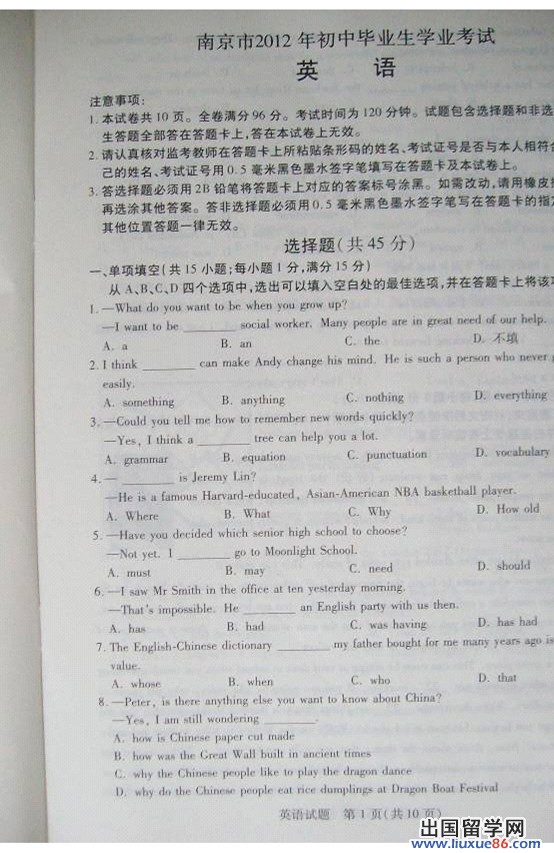 南京市2012年初中毕业生学业考试
英 语
注意事项:
1. 本试卷共10页。全卷满分96分。考试时间为120分钟。试题包含选择题和非选
生答题全部答在答题卡上,答在本试卷上无效。
2. 请认真核对监考教师在答题卡上所粘贴条形码的姓名、考试证号是否与本人相符合
己的姓名、考试证号用0.5毫米黑色墨水签字笔填写在答题卡及本试卷上。
3. 答选择题必须用2B铅笔将答题卡上对应的答案标号涂黑。如需改动,请用橡皮
再选涂其他答案。答非选择题必须用0.5毫米黑色墨水签字笔写在答题卡的指
其他位置答题一律无效。
选择题(共45分)
一、单项填空(共15小题;每小题1分,满分15分)
从A、B、C、D四个选项中,选出可以填入空白处的最佳选项,并在答题卡上将该
1. —What do you want to be when you grow up?
—I want to be ________ social worker. Many people are in great need of our help.
A. a B. an C. the D. 不填
2. I think ________ can make Andy change his mind. He is such a person who never
easily.
A. something B. anything C. nothing D. everything
3. —Could you tell me how to remember new words quickly?
—Yes, I think a ________ tree can help you a lot.
A. grammar B. equation C. punctuation D. vocabulary
4. — ________ is Jeremy Lin?
—He is a famous Harvard-educated, Asian-American NBA basketball player.
A. Where B. What C. Why D. How old
5. —Have you decided which senior high school to choose?
—Not yet. I ________ go to Moonlight School.
A. must B. may C. need D. should
6. —I saw Mr Smith in the office at ten yesterday morning.
—That's impossible. He ________ an English party with us then.
A. has B. had C. was having D. has had
7. The English-Chinese dictionary ________ my father bought for me many years ago is
value.
A. whose B. when C. who D. that
8. —Peter, is there anything else you want to know about China?
—Yes, I am still wondering ________.
A. how is Chinese paper cut made
B. how was the Great Wall built in ancient times
C. why the Chinese people like to play the dragon dance
D. why do the Chinese people eat rice dumplings at Dragon Boat Festival
英语试题 第1页(共10页)
出国留学网
www.liuxue86.com